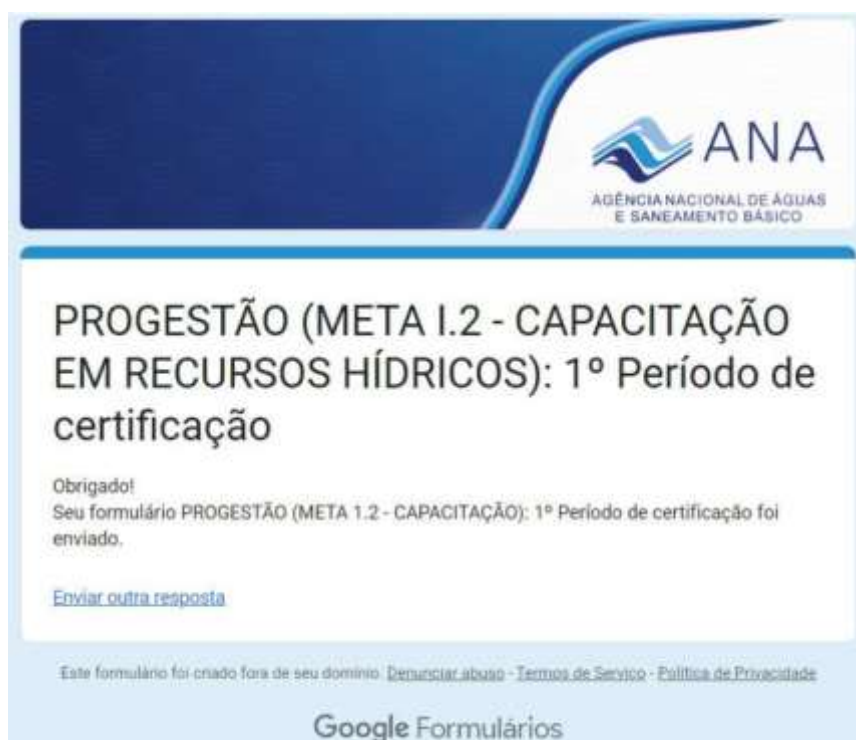 ANA
AGÊNCIA NACIONAL DE ÁGUAS
E SANEAMENTO BÁSICO
PROGESTÃO (META I.2 - CAPACITAÇÃO
EM RECURSOS HÍDRICOS): 1º Período de
certificação
Obrigado!
Seu formulário PROGESTÃO (META 1.2 - CAPACITAÇÃO): 1º Período de certificação foi
enviado.
Enviar outra resposta
Este formulário foi criado fora de seu domínio. Denunciar abuso - Termos de Serviço - Política de Privacidade
Google Formulários